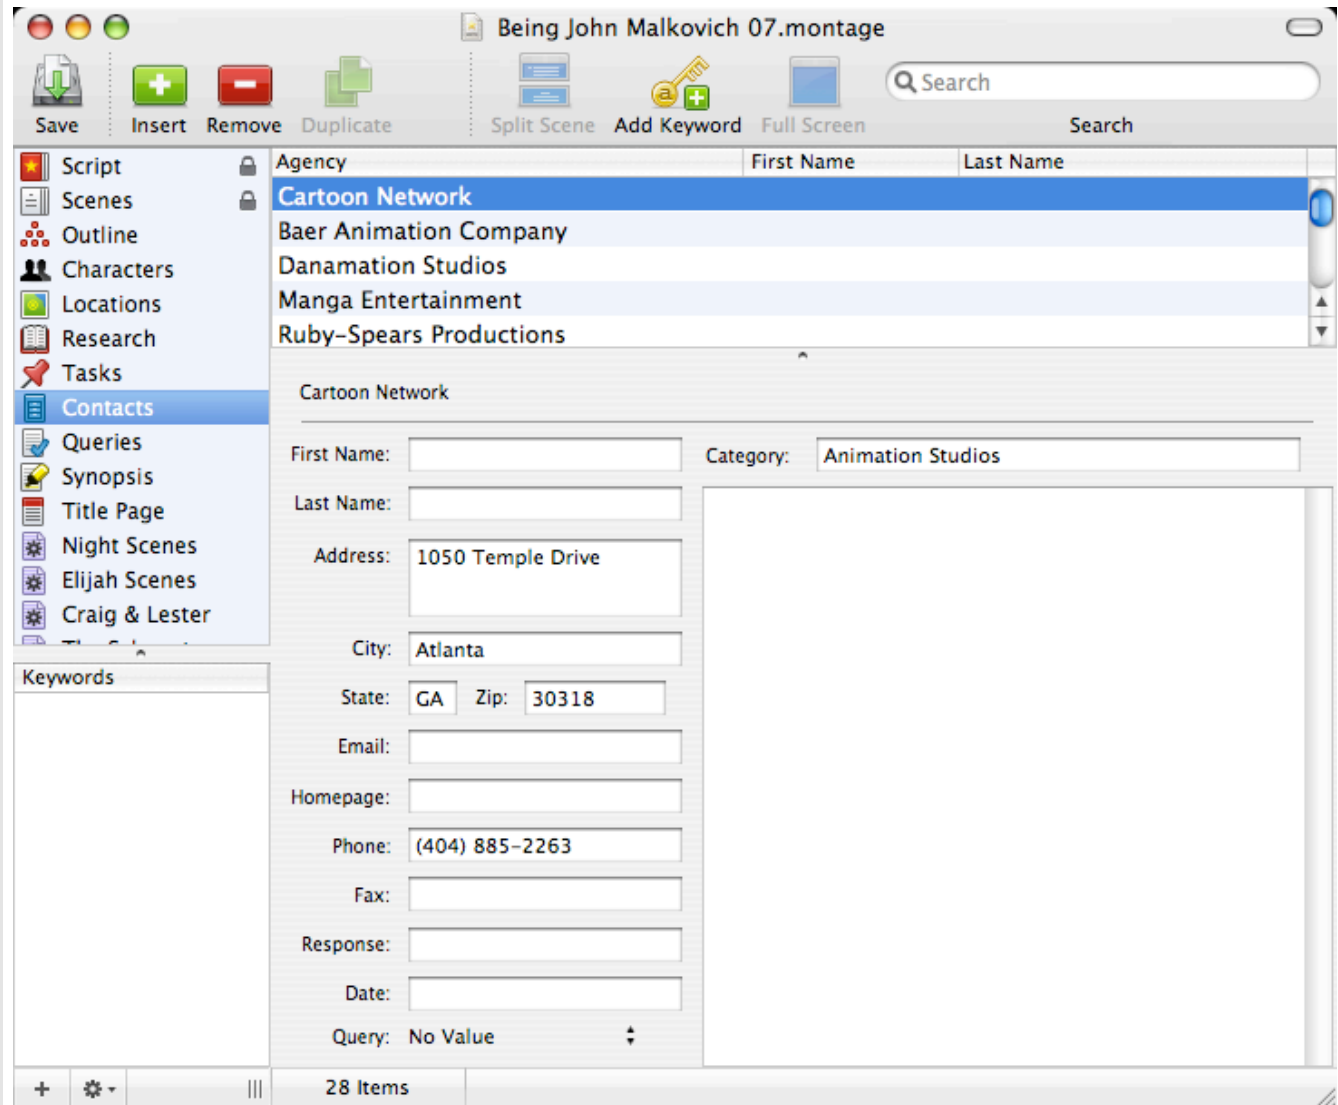 Being John Malkovich 07.montage
Search
Save Insert Remove Duplicate Split Scene Add Keyword Full Screen Search
Script
Scenes
Outline
Characters
Locations
Research
Tasks
Contacts
Queries
Synopsis
Title Page
Night Scenes
Elijah Scenes
Craig & Lester
Keywords
Agency First Name Last Name
Cartoon Network
Baer Animation Company
Danamation Studios
Manga Entertainment
Ruby-Spears Productions
Cartoon Network
First Name:
Last Name:
Address: 1050 Temple Drive
City: Atlanta
State: GA Zip: 30318
Email:
Homepage:
Phone: (404) 885-2263
Fax:
Response:
Date:
Query: No Value
Category: Animation Studios
28 Items